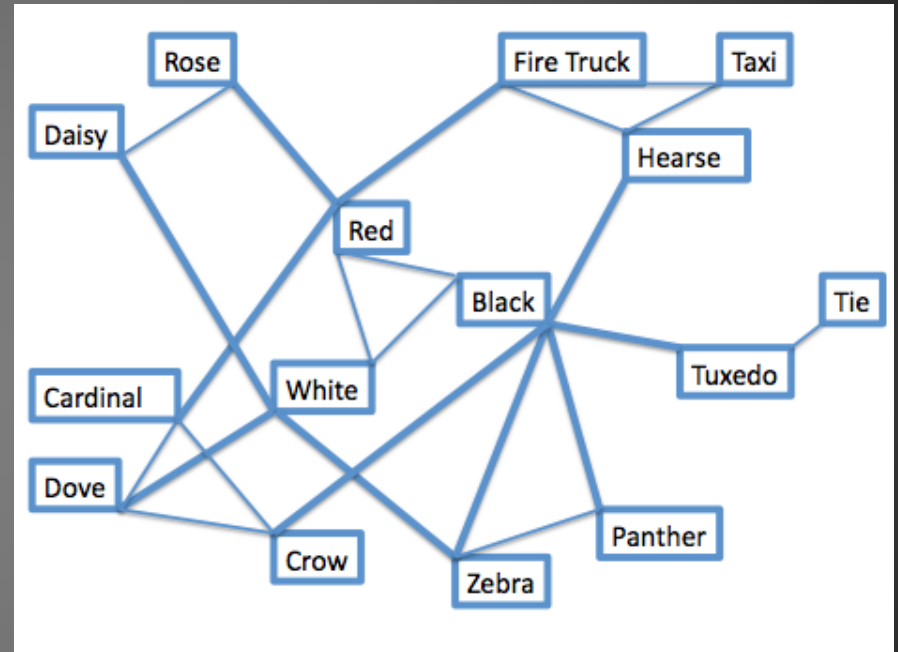 Rose
Fire Truck
Taxi
Daisy
Hearse
Red
Black
Tie
White
Tuxedo
Cardinal
Dove
Panther
Crow
Zebra